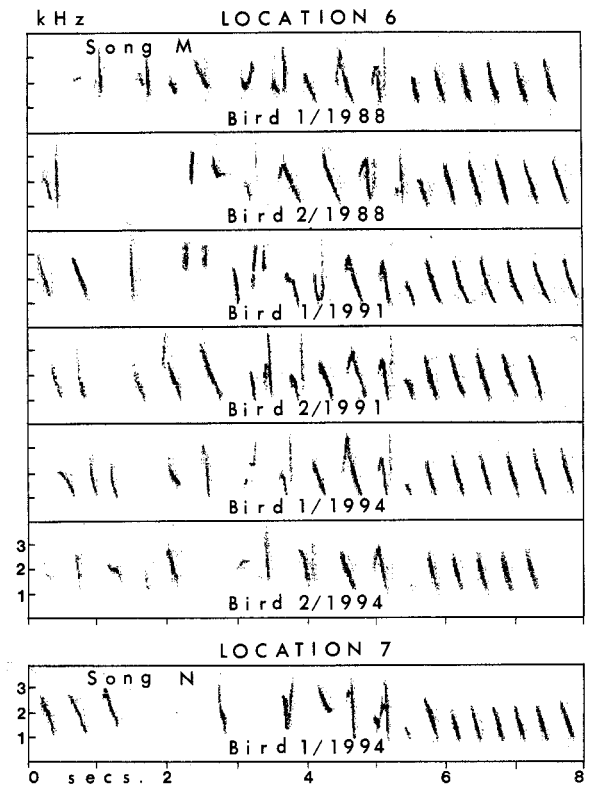 kHz LOCATION 6
Song M
Bird 1/1988
Bird 2/1988
Bird 1/1991
Bird 2/1991
Bird 1/1994
3
2
1
Bird 2/1994
LOCATION 7
Song N
3
2
1
Bird 1/1994
0 secs. 2 4 6 8